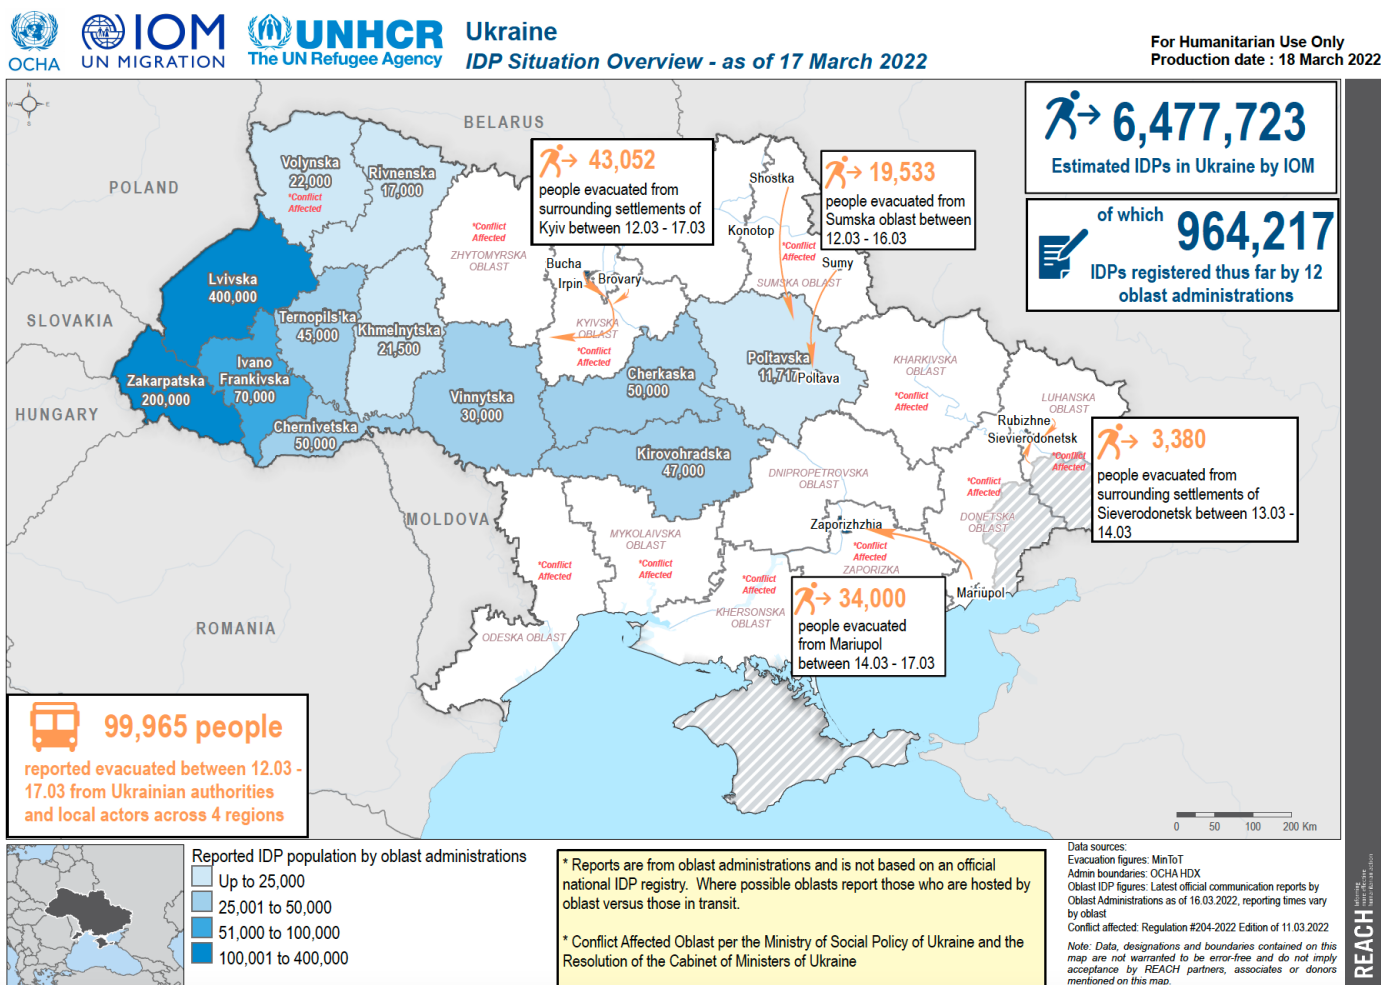 OCHA
IOM
UN MIGRATION
UNHCR
The UN Refugee Agency
Ukraine
IDP Situation Overview - as of 17 March 2022
For Humanitarian Use Only
Production date : 18 March 2022
N
W
E
S
BELARUS
POLAND
SLOVAKIA
HUNGARY
ROMANIA
MOLDOVA
6,477,723
Estimated IDPs in Ukraine by IOM
of which 964,217
IDPs registered thus far by 12
oblast administrations
43,052
people evacuated from
surrounding settlements of
Kyiv between 12.03 - 17.03
19,533
people evacuated from
Sumska oblast between
12.03 - 16.03
Volynska
22,000
*Conflict
Affected
Rivnenska
17,000
*Conflict
Affected
ZHYTOMYRSKA
OBLAST
Shostka
Konotop
*Conflict
Affected
Sumy
SUMSKA OBLAST
Bucha
Irpin
Brovary
KYIVSKA
OBLAST
*Conflict
Affected
Lvivska
400,000
Ternopils'ka
45,000
Khmelnytska
21,500
Ivano
Frankivska
70,000
Zakarpatska
200,000
Chernivetska
50,000
Vinnytska
30,000
Cherkaska
50,000
Poltavska
11,717
Poltava
KHARKIVSKA
OBLAST
*Conflict
Affected
LUHANSKA
OBLAST
Rubizhne
Sievierodonetsk
*Conflict
Affected
3,380
people evacuated from
surrounding settlements of
Sieverodonetsk between 13.03 -
14.03
Kirovohradska
47,000
DNIPROPETROVSKA
OBLAST
*Conflict
Affected
DONETSKA
OBLAST
Zaporizhzhia
*Conflict
Affected
ZAPORIZKA
Mariupol
MYKOLAIVSKA
OBLAST
*Conflict
Affected
*Conflict
Affected
*Conflict
Affected
KHERSONSKA
OBLAST
ODESKA OBLAST
34,000
people evacuated
from Mariupol
between 14.03 - 17.03
99,965 people
reported evacuated between 12.03 -
17.03 from Ukrainian authorities
and local actors across 4 regions
0 50 100 200 Km
Reported IDP population by oblast administrations
Up to 25,000
25,001 to 50,000
51,000 to 100,000
100,001 to 400,000
* Reports are from oblast administrations and is not based on an official
national IDP registry. Where possible oblasts report those who are hosted by
oblast versus those in transit.
* Conflict Affected Oblast per the Ministry of Social Policy of Ukraine and the
Resolution of the Cabinet of Ministers of Ukraine
Data sources:
Evacuation figures: MinToT
Admin boundaries: OCHA HDX
Oblast IDP figures: Latest official communication reports by
Oblast Administrations as of 16.03.2022, reporting times vary
by oblast
Conflict affected: Regulation #204-2022 Edition of 11.03.2022
Note: Data, designations and boundaries contained on this
map are not warranted to be error-free and do not imply
acceptance by REACH partners, associates or donors
mentioned on this map.
REACH
Informing
more effective
humanitarian action